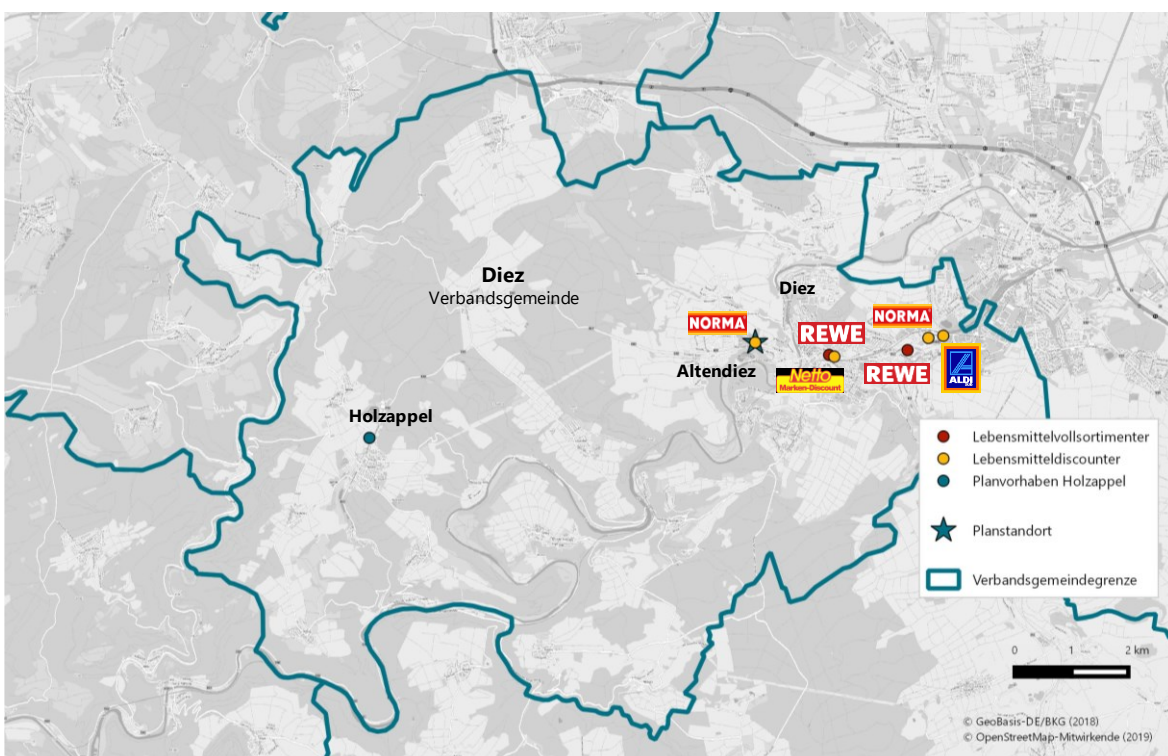 Diez
Verbandsgemeinde
Diez
NORMA
REWE
NORMA
Altendiez
Netto
Marken-Discount
REWE
ALDI
Holzappel
Lebensmittelvollsortimenter
Lebensmitteldiscounter
Planvorhaben Holzappel
Planstandort
Verbandsgemeindegrenze
0 1 2 km
© GeoBasis-DE/BKG (2018)
© OpenStreetMap-Mitwirkende (2019)